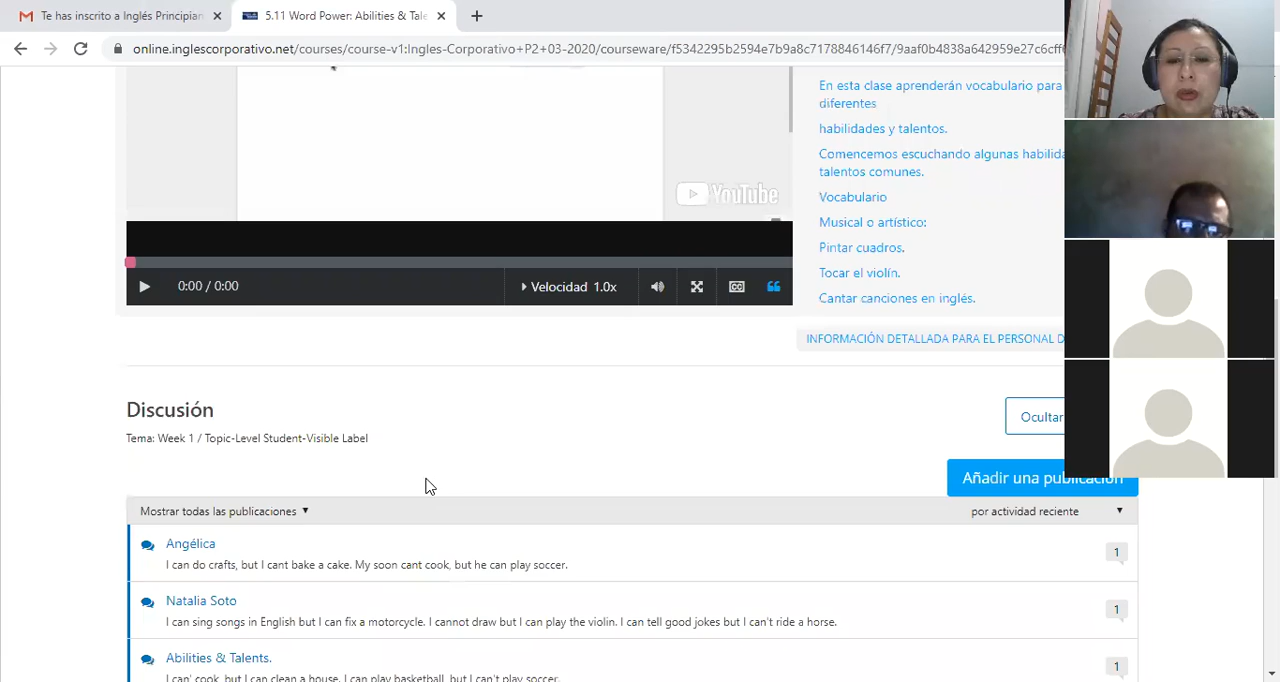 Te has inscrito a Inglés Principian
5.11 Word Power: Abilities & Tale
online.inglescorporativo.net/courses/course-v1:Ingles-Corporativo+P2+03-2020/courseware/f5342295b2594e7b9a8c7178846146f7/9aaf0b4838a642959e27c6cff6
YouTube
0:00 / 0:00
Velocidad 1.0x
En esta clase aprenderán vocabulario para
diferentes
habilidades y talentos.
Comencemos escuchando algunas habilida
talentos comunes.
Vocabulario
Musical o artístico:
Pintar cuadros.
Tocar el violín.
Cantar canciones en inglés.
INFORMACIÓN DETALLADA PARA EL PERSONAL D
Discusión
Ocultar
Tema: Week 1 / Topic-Level Student-Visible Label
Añadir una publicación
Mostrar todas las publicaciones
por actividad reciente
Angélica
1
I can do crafts, but I cant bake a cake. My soon cant cook, but he can play soccer.
Natalia Soto
1
I can sing songs in English but I can fix a motorcycle. I cannot draw but I can play the violin. I can tell good jokes but I can't ride a horse.
Abilities & Talents.
1
I can' cook, but I can clean a house. I can play basketball, but I can't play soccer.